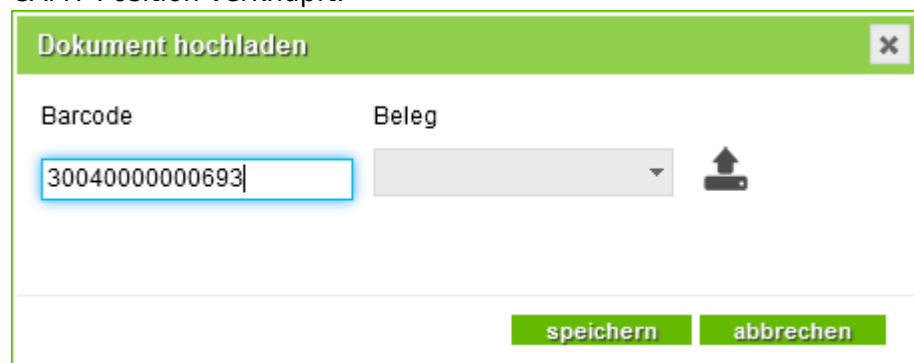 Dokument hochladen
Barcode Beleg
30040000000693
speichern abbrechen